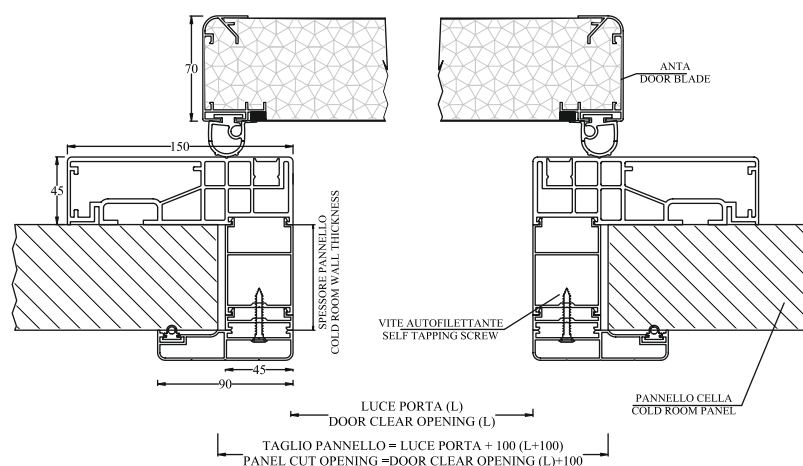 70
ANTA
DOOR BLADE
150
45
SPESSORE PANNELLO
COLD ROOM WALL THICKNESS
VITE AUTOFILETTANTE
SELF TAPPING SCREW
45
90
PANNELLO CELLA
COLD ROOM PANEL
LUCE PORTA (L)
DOOR CLEAR OPENING (L)
TAGLIO PANNELLO = LUCE PORTA + 100 (L+100)
PANEL CUT OPENING =DOOR CLEAR OPENING (L)+100